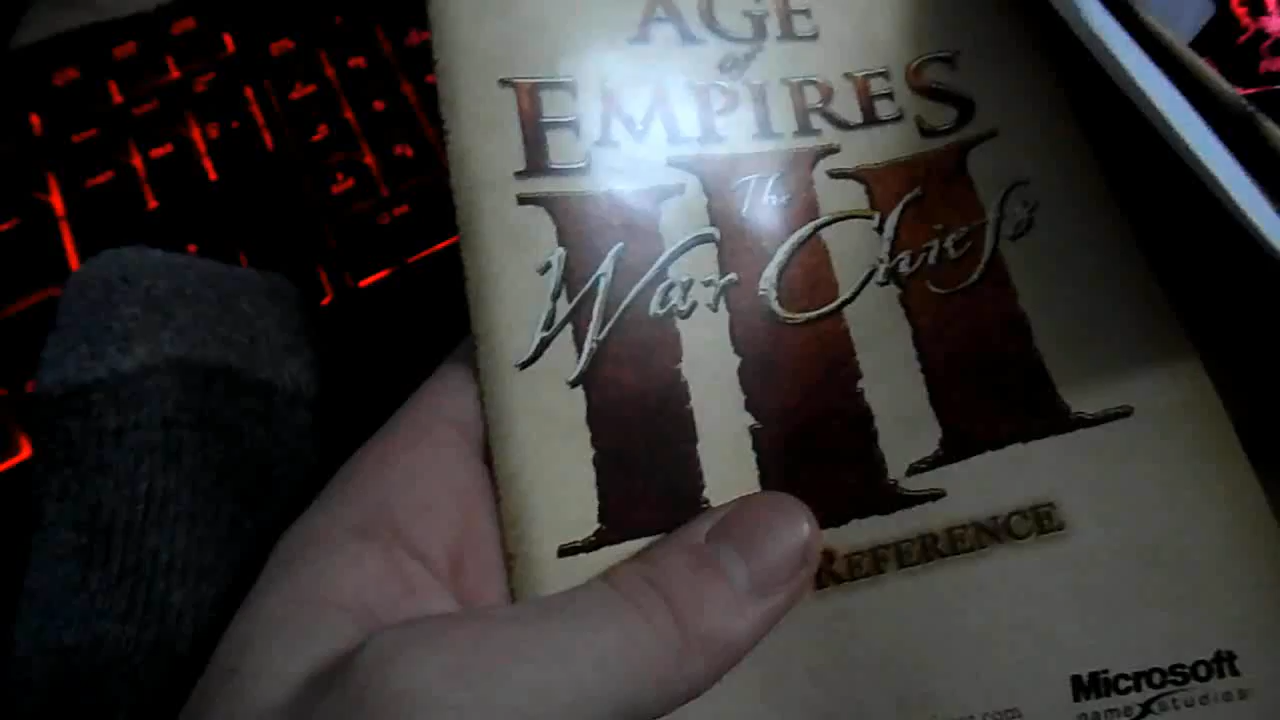 AGE
of
EMPIRES
III
The
War Chiefs
REFERENCE
Microsoft
game studios